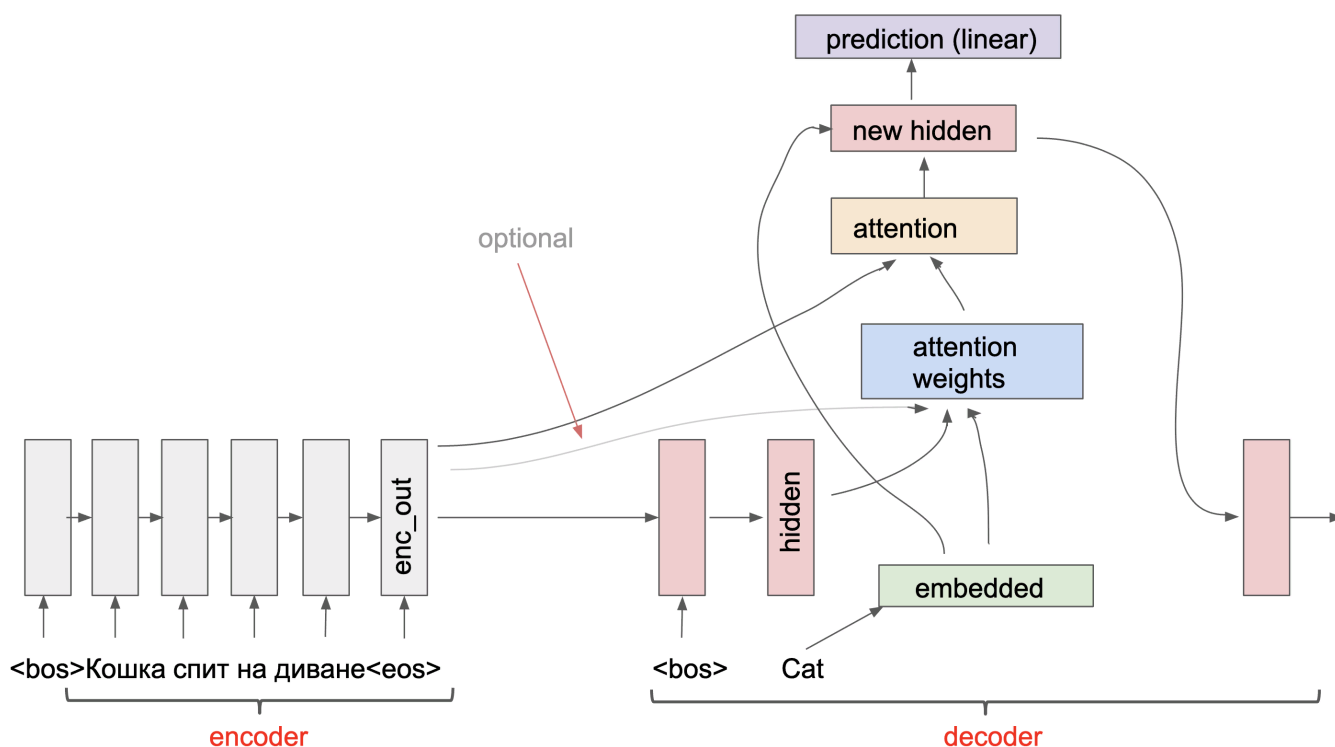 prediction (linear)
new hidden
attention
optional
attention
weights
enc_out
hidden
embedded
<bos>Кошка спит на диване<eos>
<bos>
Cat
encoder
decoder